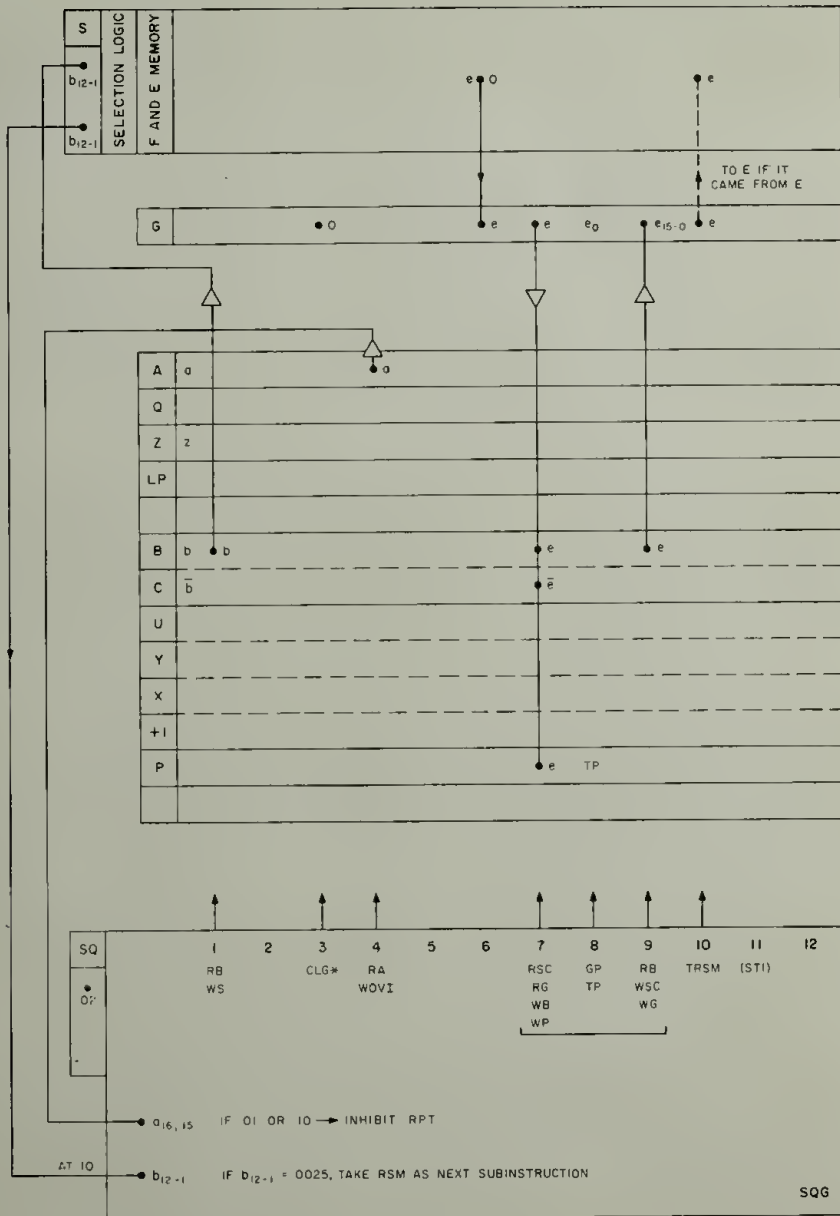 S
SELECTION LOGIC
F AND E MEMORY
b12-1
b12-1
e 0
e
TO E IF IT
CAME FROM E
G
0
e
e
e0
e15-0
e
A
a
a
Q
Z
z
LP
B
b
b
e
e
C
b̄
ē
U
Y
X
+1
P
e
TP
SQ
1 2 3 4 5 6 7 8 9 10 11 12
RB CLG* RA RSC GP RB TRSM (STI)
WS WOVI RG TP WSC
WB WG
WP
a16,15 IF 01 OR 10 → INHIBIT RPT
AT 10
b12-1 IF b12-1 = 0025, TAKE RSM AS NEXT SUBINSTRUCTION
SQG